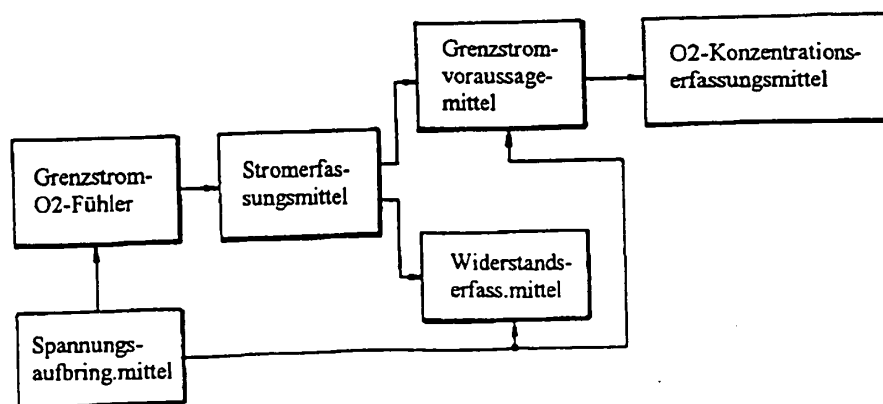 Grenzstrom-
voraussage-
mittel
O2-Konzentrations-
erfassungsmittel
Grenzstrom-
O2-Fühler
Stromerfas-
sungsmittel
Widerstands-
erfass.mittel
Spannungs-
aufbring.mittel